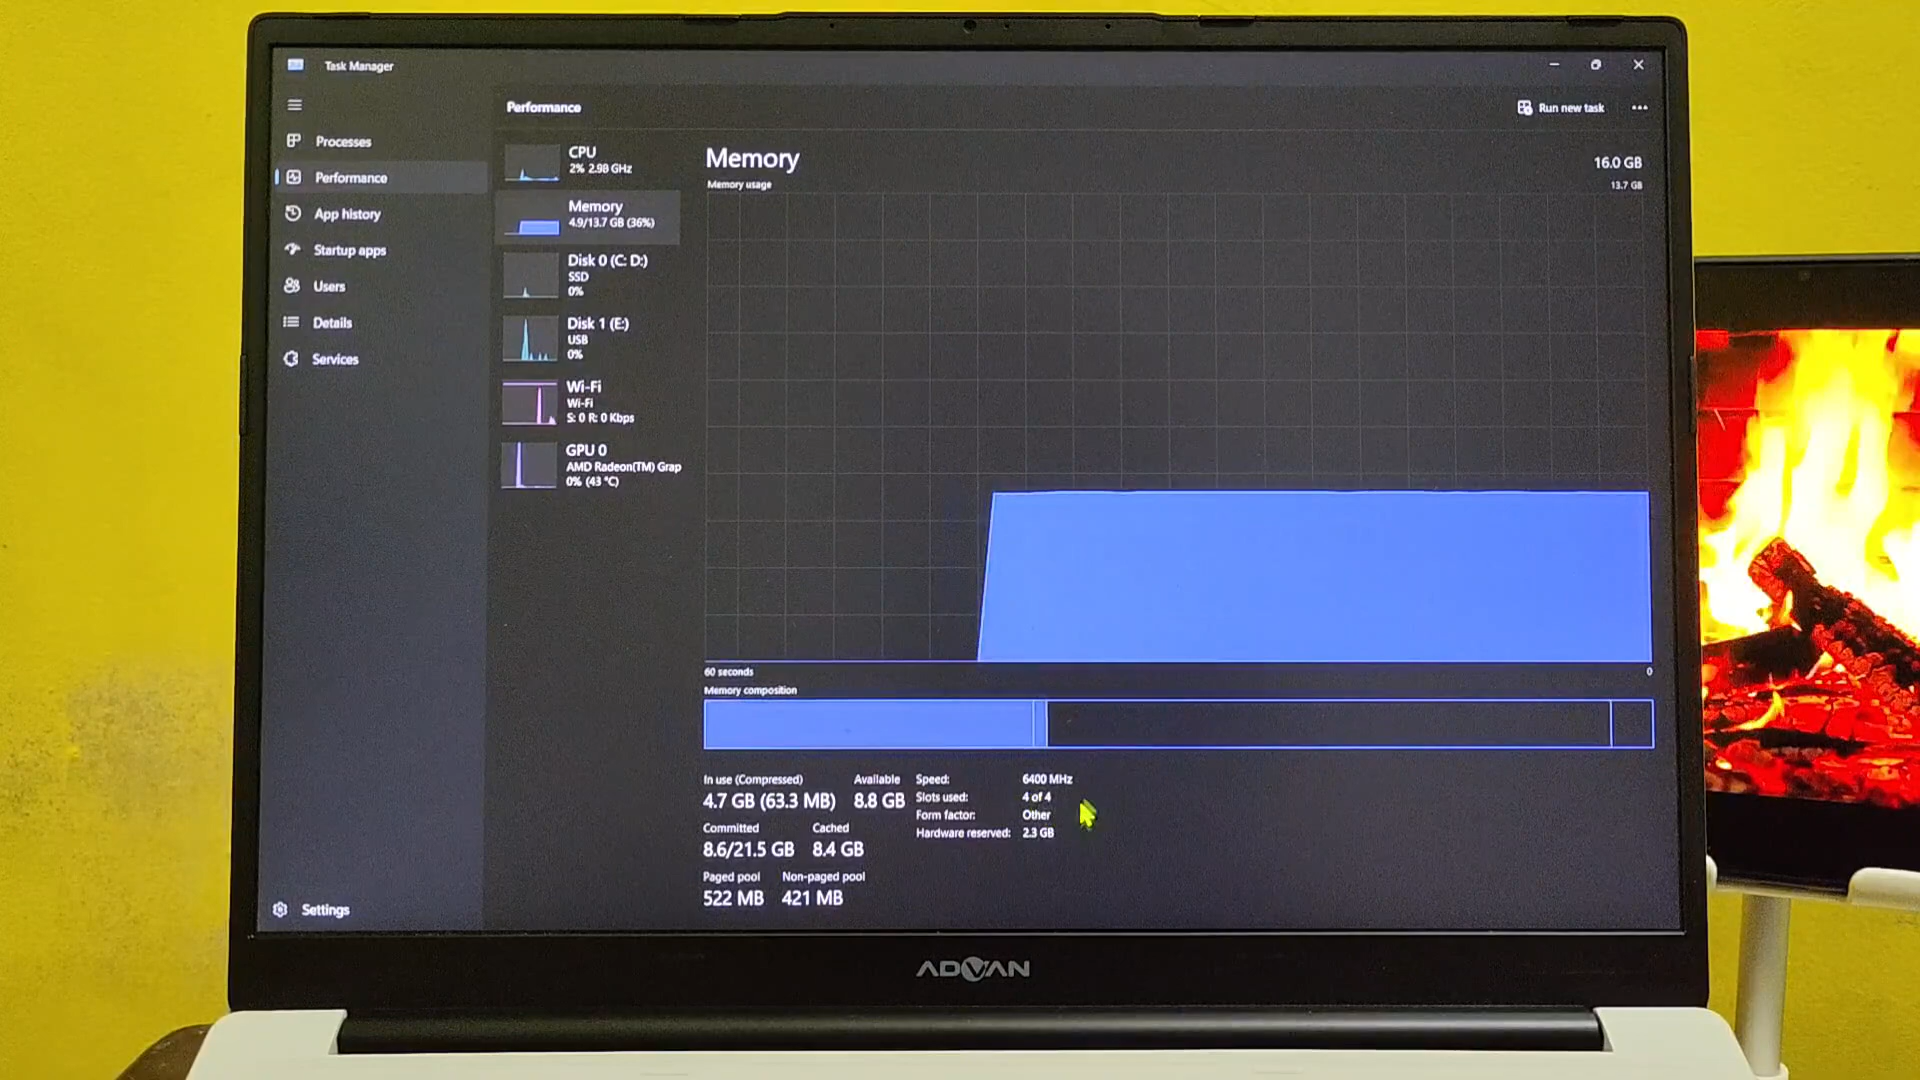 Task Manager
Performance
Run new task
Processes
Performance
App history
Startup apps
Users
Details
Services
Settings
CPU
2% 2.98 GHz
Memory
4.9/13.7 GB (36%)
Disk 0 (C: D:)
SSD
0%
Disk 1 (E:)
USB
0%
Wi-Fi
Wi-Fi
S: 0 R: 0 Kbps
GPU 0
AMD Radeon(TM) Grap
0% (43 °C)
Memory
16.0 GB
Memory usage
13.7 GB
60 seconds
0
Memory composition
In use (Compressed)
Available
4.7 GB (63.3 MB)
8.8 GB
Committed
Cached
8.6/21.5 GB
8.4 GB
Paged pool
Non-paged pool
522 MB
421 MB
Speed: 6400 MHz
Slots used: 4 of 4
Form factor: Other
Hardware reserved: 2.3 GB
ADVAN